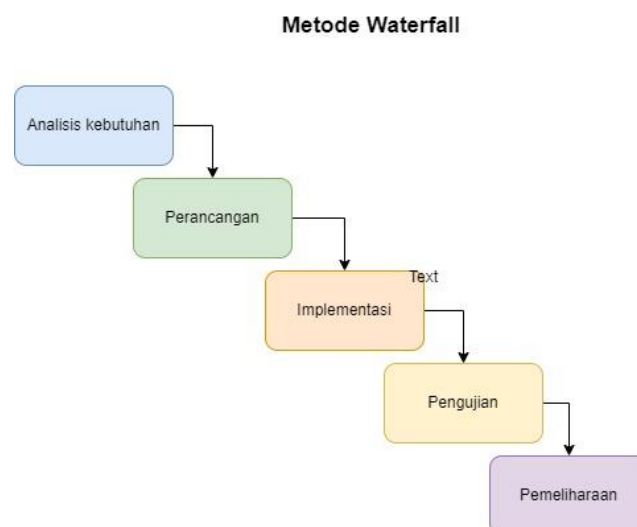 Metode Waterfall
Analisis kebutuhan
Perancangan
Text
Implementasi
Pengujian
Pemeliharaan